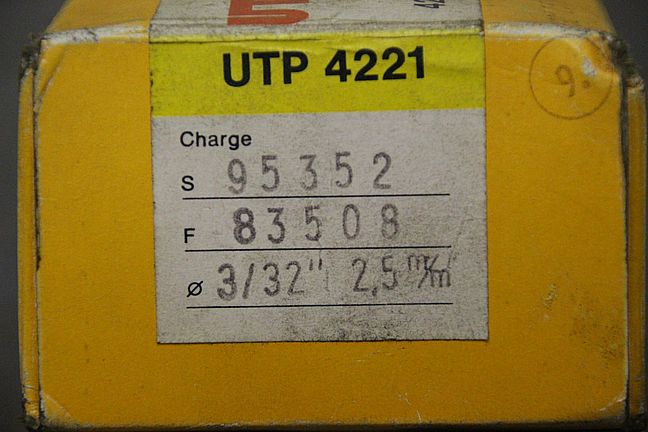 UTP 4221
Charge
S 95352
F 83508
ø 3/32" 2,5 m/m
9.